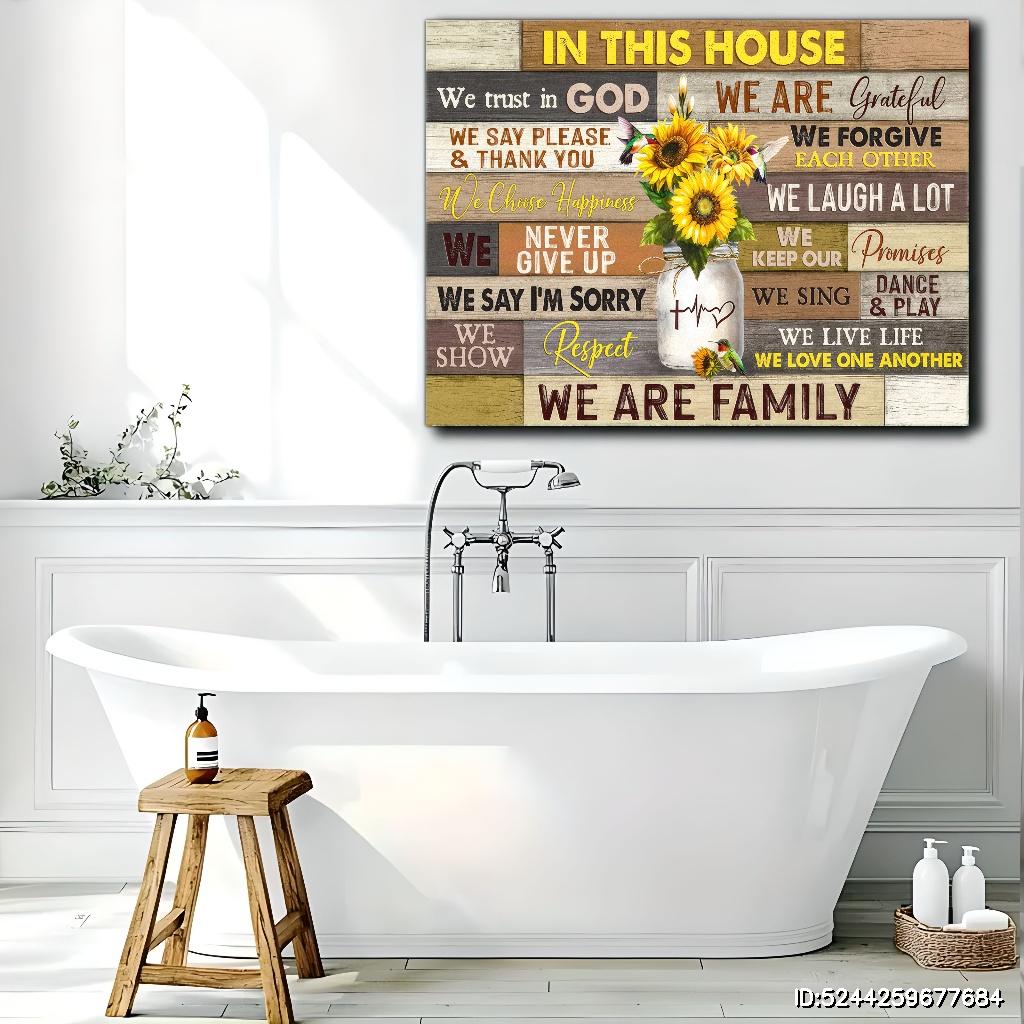 IN THIS HOUSE
We trust in GOD
WE ARE Grateful
WE SAY PLEASE
& THANK YOU
WE FORGIVE
EACH OTHER
We Choose Happiness
WE LAUGH A LOT
WE NEVER
GIVE UP
WE
KEEP OUR Promises
WE SAY I'M SORRY
WE SING DANCE
& PLAY
WE
SHOW Respect
WE LIVE LIFE
WE LOVE ONE ANOTHER
WE ARE FAMILY
ID:5244259677684